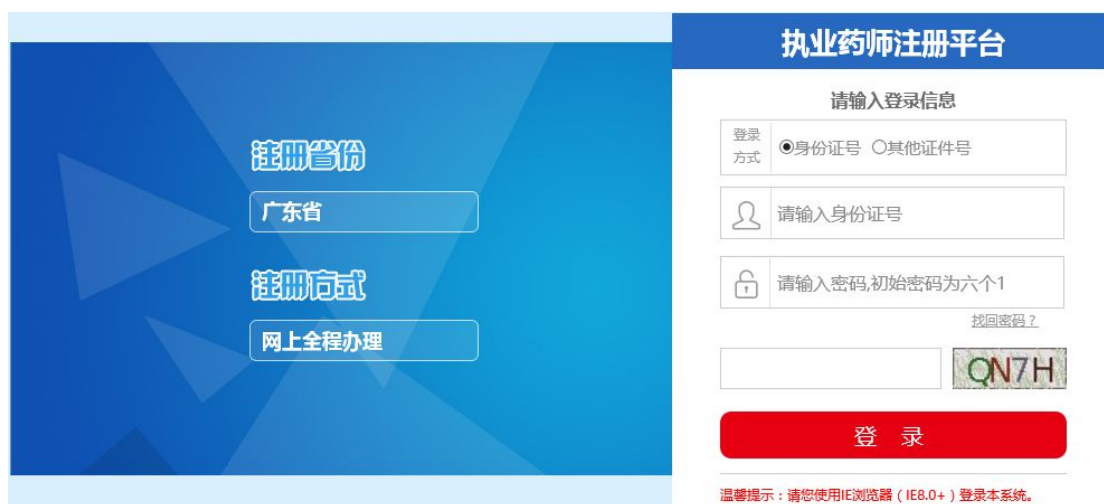 注册省份
广东省
注册方式
网上全程办理
执业药师注册平台
请输入登录信息
登录
方式
身份证号 其他证件号
请输入身份证号
请输入密码,初始密码为六个1
找回密码？
QN7H
登 录
温馨提示：请您使用IE浏览器（IE8.0+）登录本系统。